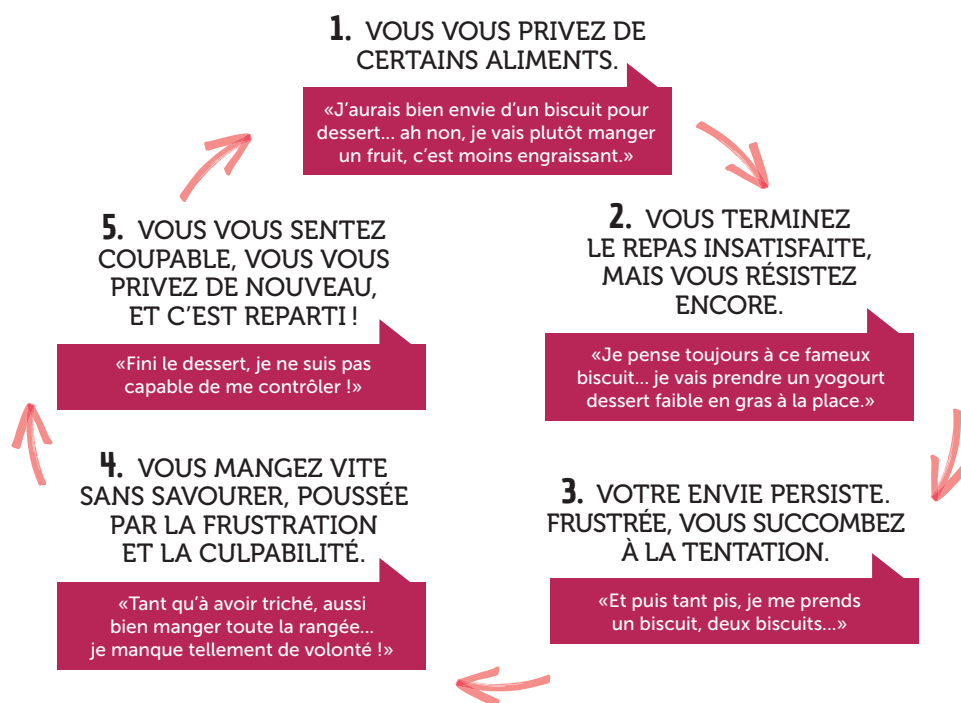 1. VOUS VOUS PRIVEZ DE
CERTAINS ALIMENTS.
«J’aurais bien envie d’un biscuit pour
dessert... ah non, je vais plutôt manger
un fruit, c’est moins engraissant.»
2. VOUS TERMINEZ
LE REPAS INSATISFAITE,
MAIS VOUS RÉSISTEZ
ENCORE.
«Je pense toujours à ce fameux
biscuit... je vais prendre un yogourt
dessert faible en gras à la place.»
3. VOTRE ENVIE PERSISTE.
FRUSTRÉE, VOUS SUCCOMBEZ
À LA TENTATION.
«Et puis tant pis, je me prends
un biscuit, deux biscuits...»
4. VOUS MANGEZ VITE
SANS SAVOURER, POUSSÉE
PAR LA FRUSTRATION
ET LA CULPABILITÉ.
«Tant qu’à avoir triché, aussi
bien manger toute la rangée...
je manque tellement de volonté !»
5. VOUS VOUS SENTEZ
COUPABLE, VOUS VOUS
PRIVEZ DE NOUVEAU,
ET C’EST REPARTI !
«Fini le dessert, je ne suis pas
capable de me contrôler !»